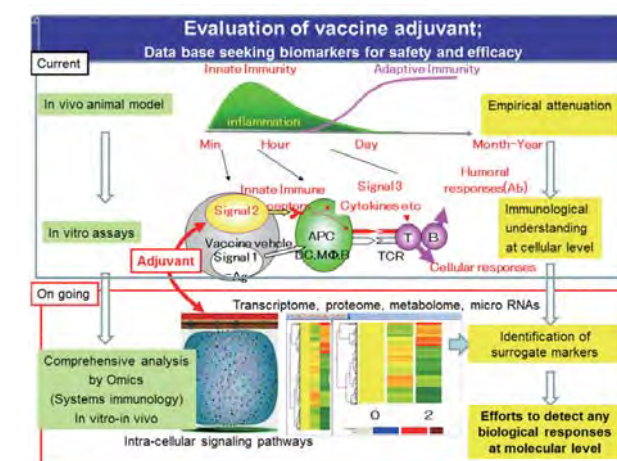 Evaluation of vaccine adjuvant;
Data base seeking biomarkers for safety and efficacy
Current
Innate Immunity
Adaptive Immunity
In vivo animal model
inflammation
Empirical attenuation
Min
Hour
Day
Month-Year
Humoral
responses(Ab)
Signal 3
Innate Immune
Signal 2
Cytokines etc
Immunological
understanding
at cellular level
In vitro assays
Vaccine vehcle
Signal 1
Ag
APC
DC,MΦ,B
TCR
T
B
Cellular responses
Adjuvant
On going
Transcriptome, proteome, metabolome, micro RNAs
Identification of
surrogate markers
Comprehensive analysis
by Omics
(Systems immunology)
In vitro-in vivo
0
2
Intra-cellular signaling pathways
Efforts to detect any
biological responses
at molecular level